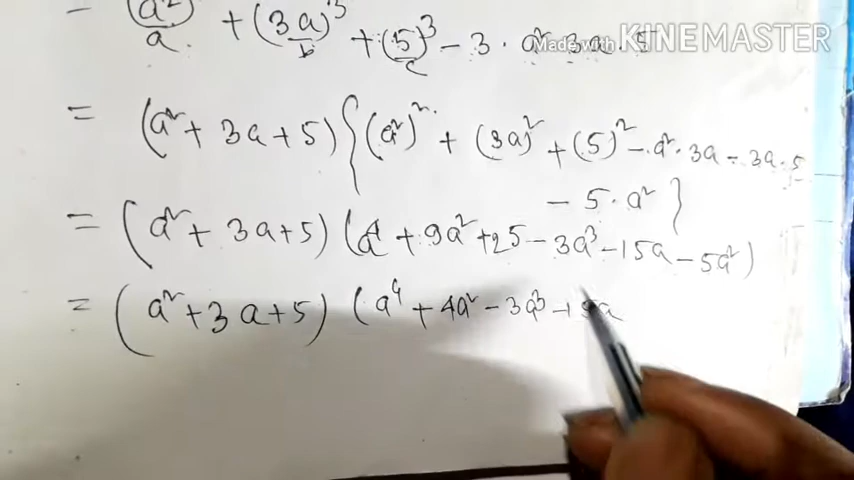 - (a²)/a. + (3a)³/b + (5)³/c - 3 · a² · 3a · 5
Made with KINEMASTER
= (a² + 3a + 5) { (a²)² + (3a)² + (5)² - a² · 3a - 3a · 5
- 5 · a² }
= (a² + 3a + 5) (a⁴ + 9a² + 25 - 3a³ - 15a - 5a²)
= (a² + 3a + 5) (a⁴ + 4a² - 3a³ - 15a